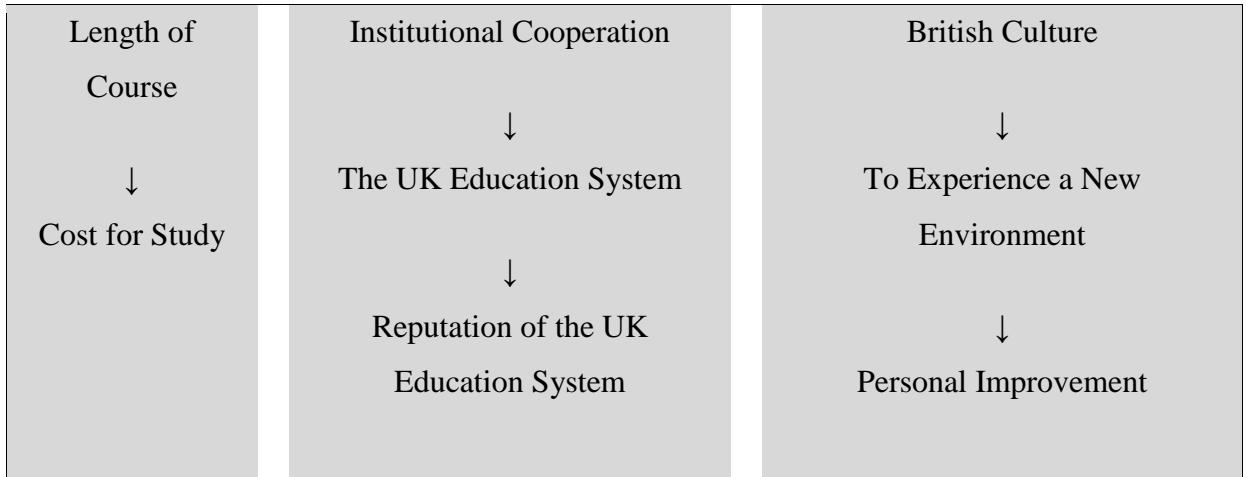 Length of
Course
↓
Cost for Study
Institutional Cooperation
↓
The UK Education System
↓
Reputation of the UK
Education System
British Culture
↓
To Experience a New
Environment
↓
Personal Improvement